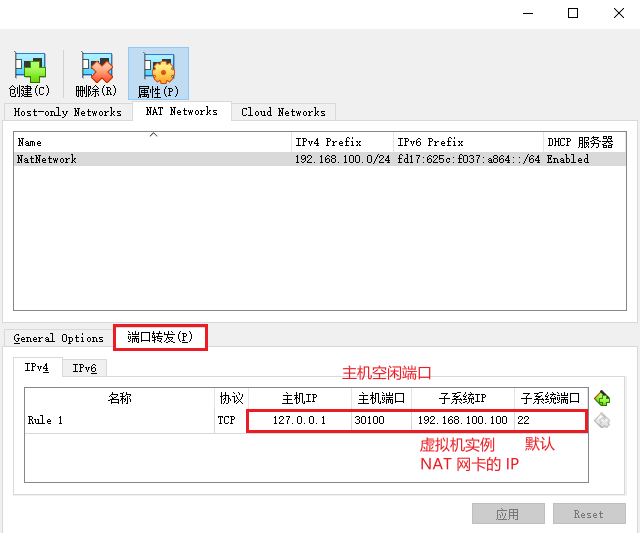 创建(C) 删除(R) 属性(P)
Host-only Networks NAT Networks Cloud Networks
Name IPv4 Prefix IPv6 Prefix DHCP 服务器
NatNetwork 192.168.100.0/24 fd17:625c:f037:a864::/64 Enabled
General Options 端口转发(P)
IPv4 IPv6
主机空闲端口
名称 协议 主机IP 主机端口 子系统IP 子系统端口
Rule 1 TCP 127.0.0.1 30100 192.168.100.100 22
虚拟机实例 默认
NAT 网卡的 IP
应用 Reset